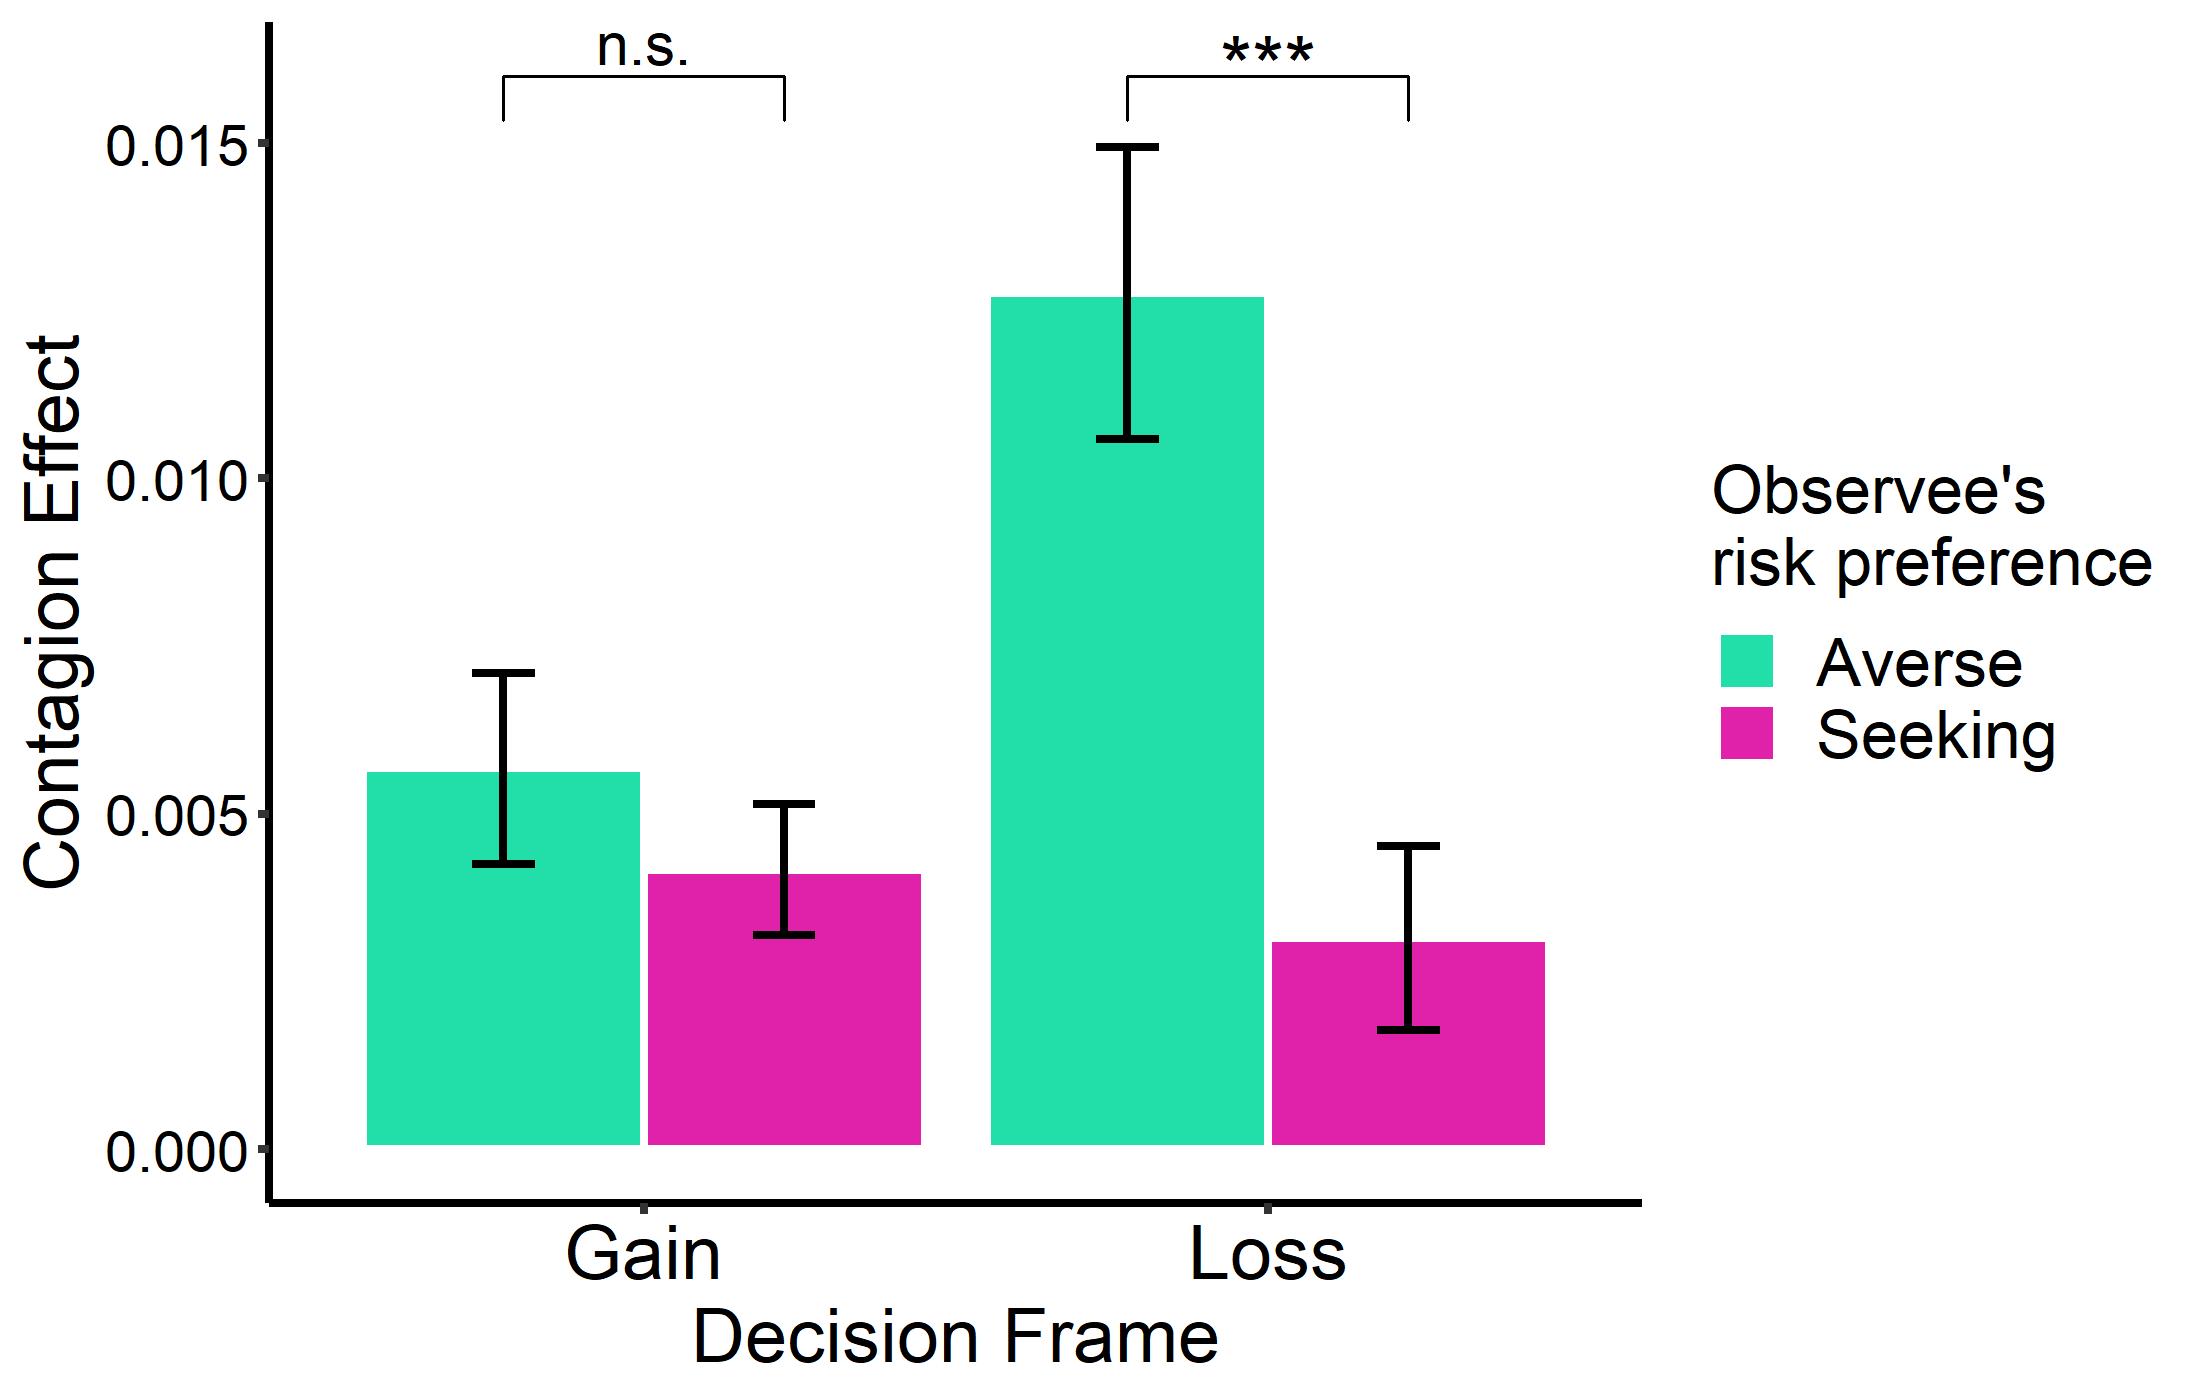 n.s.
***
0.015
0.010
0.005
0.000
Contagion Effect
Gain
Loss
Decision Frame
Observee's
risk preference
Averse
Seeking